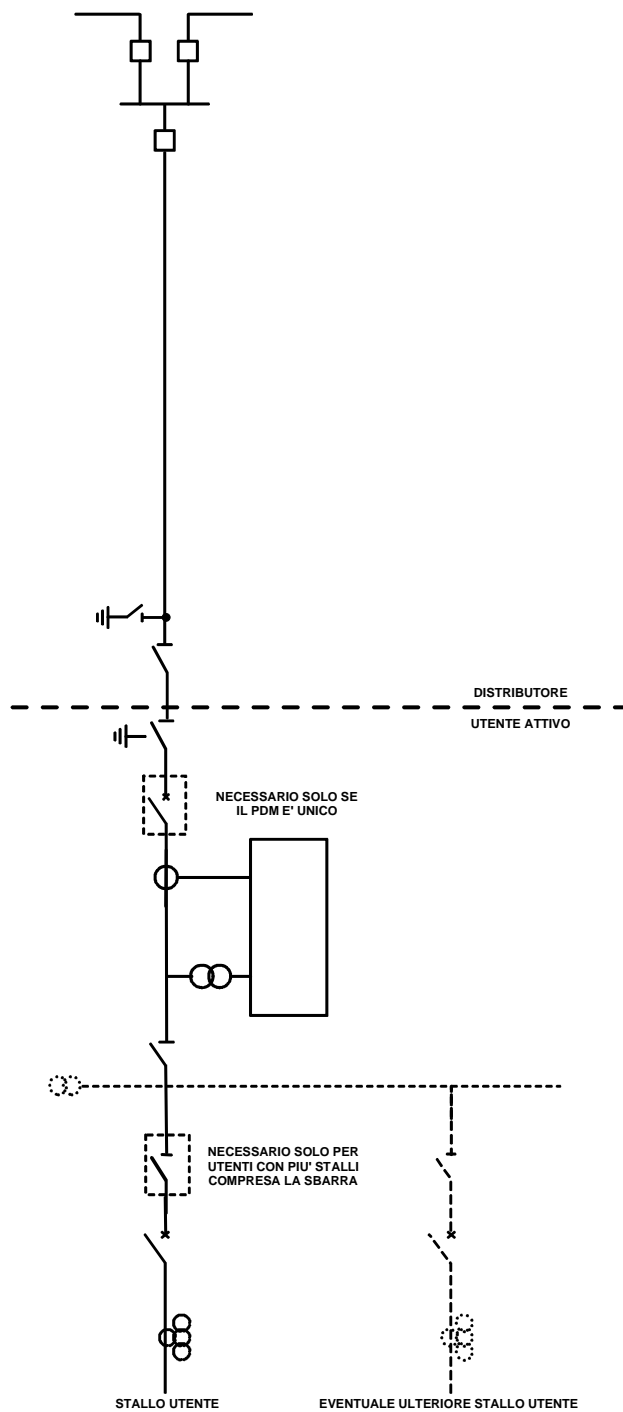 DISTRIBUTORE
UTENTE ATTIVO
NECESSARIO SOLO SE
IL PDM E' UNICO
NECESSARIO SOLO PER
UTENTI CON PIU' STALLI
COMPRESA LA SBARRA
STALLO UTENTE
EVENTUALE ULTERIORE STALLO UTENTE